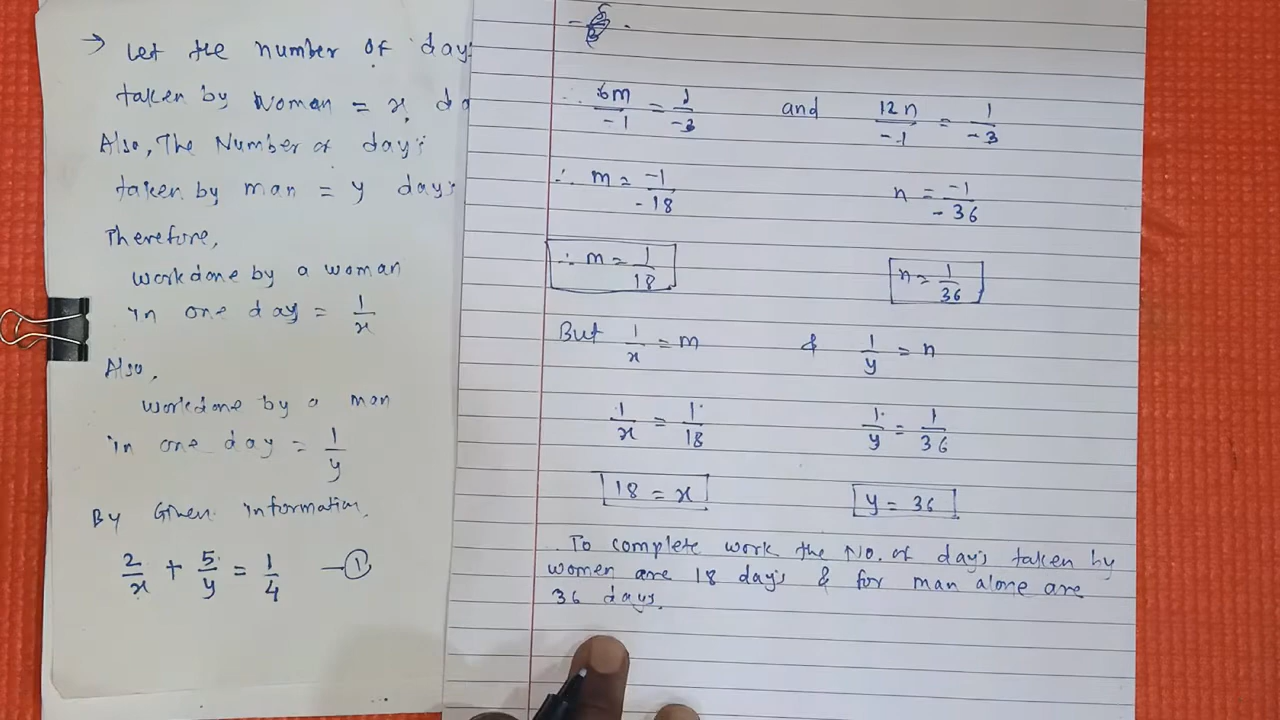 → Let the number of day
taken by woman = x d
Also, The Number of days
taken by man = y days
Therefore,
workdone by a woman
in one day = 1/x
Also,
workdone by a man
in one day = 1/y
By Given information,
2/x + 5/y = 1/4 —①
∴ 6m/-1 = 1/-3 and 12n/-1 = 1/-3
∴ m = -1/-18 n = -1/-36
∴ m = 1/18 n = 1/36
But 1/x = m & 1/y = n
1/x = 1/18 1/y = 1/36
18 = x y = 36
To complete work the No. of days taken by
women are 18 days & for man alone are
36 days.